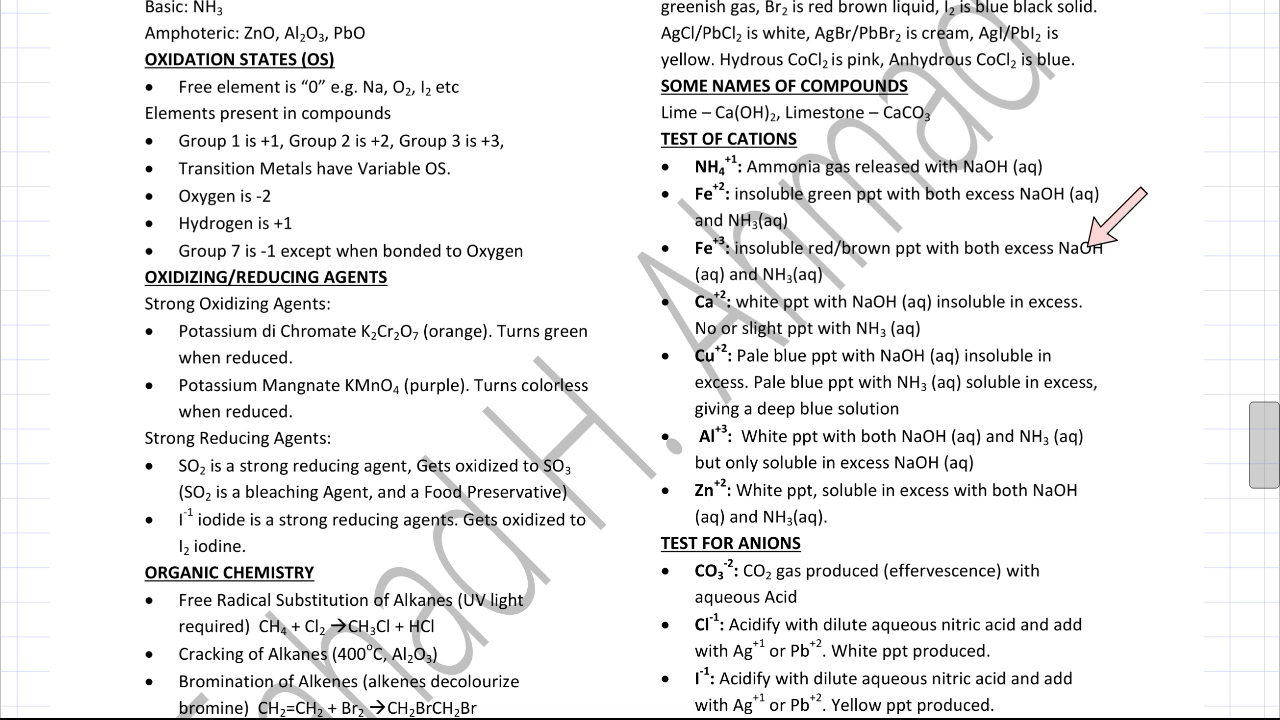 Basic: NH₃
Amphoteric: ZnO, Al₂O₃, PbO
OXIDATION STATES (OS)
• Free element is “0” e.g. Na, O₂, I₂ etc
Elements present in compounds
• Group 1 is +1, Group 2 is +2, Group 3 is +3,
• Transition Metals have Variable OS.
• Oxygen is -2
• Hydrogen is +1
• Group 7 is -1 except when bonded to Oxygen
OXIDIZING/REDUCING AGENTS
Strong Oxidizing Agents:
• Potassium di Chromate K₂Cr₂O₇ (orange). Turns green
when reduced.
• Potassium Mangnate KMnO₄ (purple). Turns colorless
when reduced.
Strong Reducing Agents:
• SO₂ is a strong reducing agent, Gets oxidized to SO₃
(SO₂ is a bleaching Agent, and a Food Preservative)
• I⁻¹ iodide is a strong reducing agents. Gets oxidized to
I₂ iodine.
ORGANIC CHEMISTRY
• Free Radical Substitution of Alkanes (UV light
required) CH₄ + Cl₂ →CH₃Cl + HCl
• Cracking of Alkanes (400°C, Al₂O₃)
• Bromination of Alkenes (alkenes decolourize
bromine) CH₂=CH₂ + Br₂ →CH₂BrCH₂Br
greenish gas, Br₂ is red brown liquid, I₂ is blue black solid.
AgCl/PbCl₂ is white, AgBr/PbBr₂ is cream, AgI/PbI₂ is
yellow. Hydrous CoCl₂ is pink, Anhydrous CoCl₂ is blue.
SOME NAMES OF COMPOUNDS
Lime – Ca(OH)₂, Limestone – CaCO₃
TEST OF CATIONS
• NH₄⁺¹: Ammonia gas released with NaOH (aq)
• Fe⁺²: insoluble green ppt with both excess NaOH (aq)
and NH₃(aq)
• Fe⁺³: insoluble red/brown ppt with both excess NaOH
(aq) and NH₃(aq)
• Ca⁺²: white ppt with NaOH (aq) insoluble in excess.
No or slight ppt with NH₃ (aq)
• Cu⁺²: Pale blue ppt with NaOH (aq) insoluble in
excess. Pale blue ppt with NH₃ (aq) soluble in excess,
giving a deep blue solution
• Al⁺³: White ppt with both NaOH (aq) and NH₃ (aq)
but only soluble in excess NaOH (aq)
• Zn⁺²: White ppt, soluble in excess with both NaOH
(aq) and NH₃(aq).
TEST FOR ANIONS
• CO₃⁻²: CO₂ gas produced (effervescence) with
aqueous Acid
• Cl⁻¹: Acidify with dilute aqueous nitric acid and add
with Ag⁺¹ or Pb⁺². White ppt produced.
• I⁻¹: Acidify with dilute aqueous nitric acid and add
with Ag⁺¹ or Pb⁺². Yellow ppt produced.
H. Ahmad